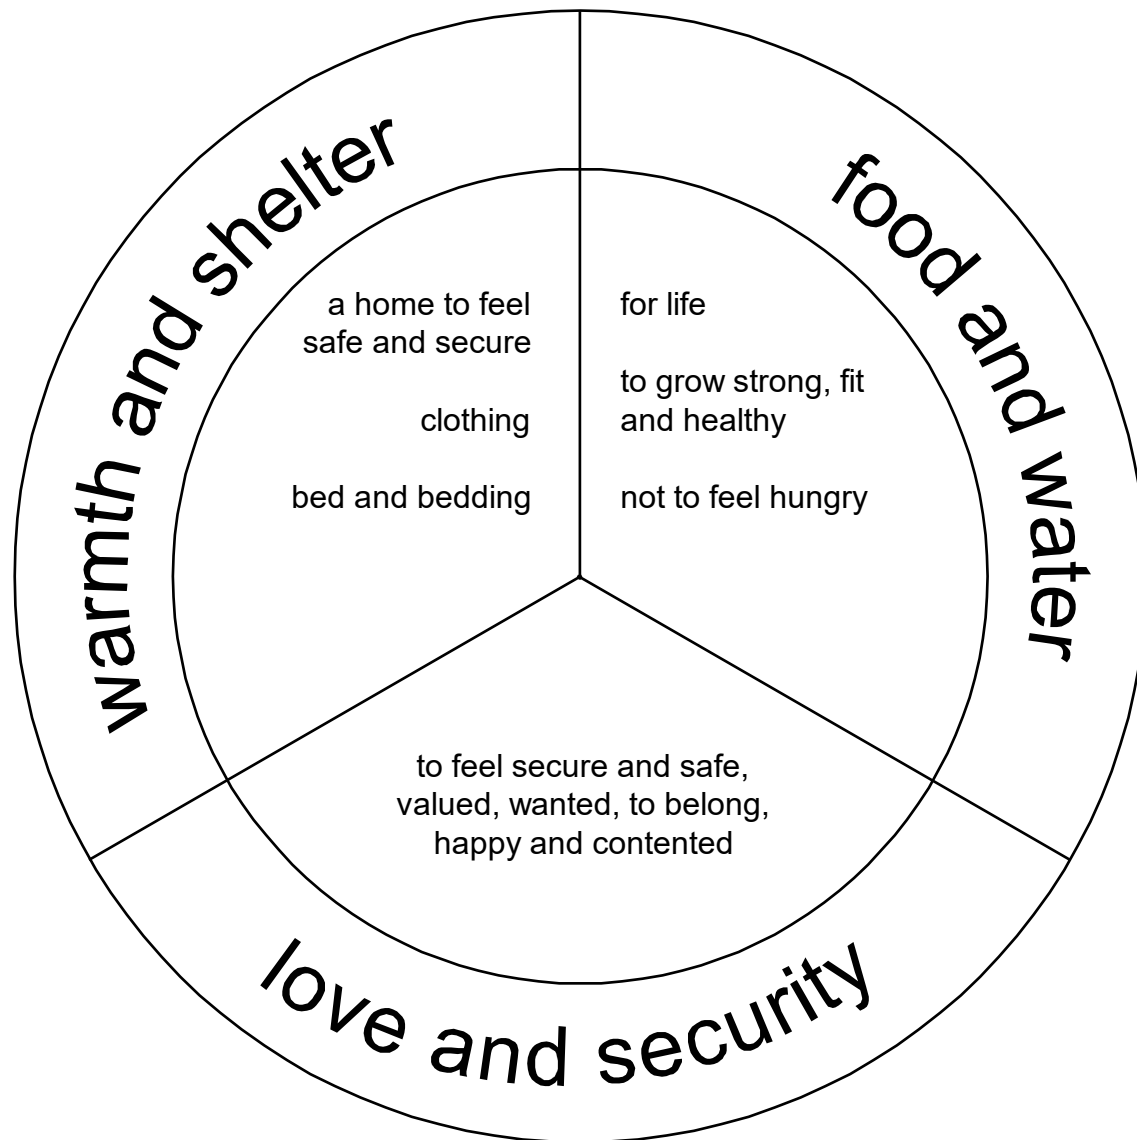 warmth and shelter
a home to feel
safe and secure
clothing
bed and bedding
food and water
for life
to grow strong, fit
and healthy
not to feel hungry
to feel secure and safe,
valued, wanted, to belong,
happy and contented
love and security